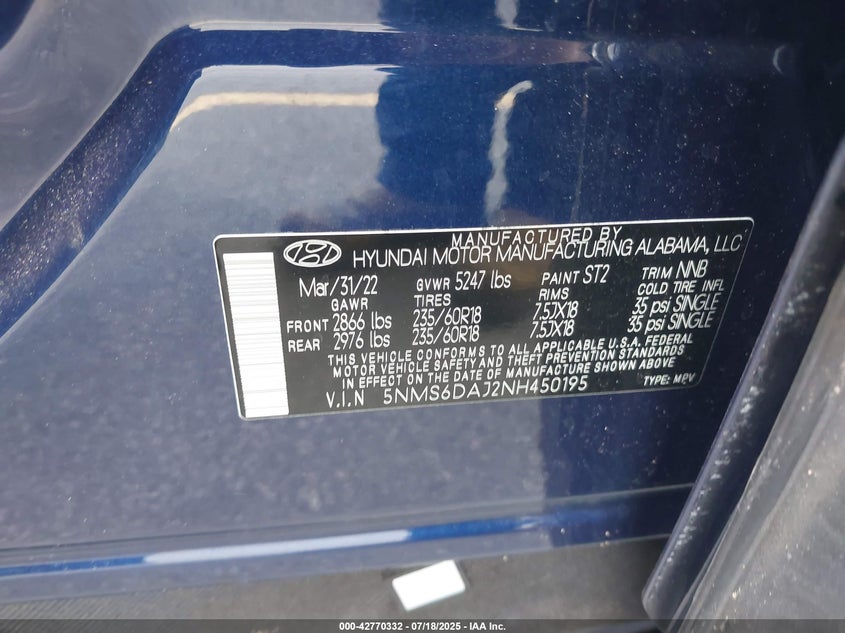 MANUFACTURED BY
HYUNDAI MOTOR MANUFACTURING ALABAMA, LLC
Mar/31/22 GVWR 5247 lbs PAINT ST2 TRIM NNB
GAWR TIRES RIMS COLD TIRE INFL
FRONT 2866 lbs 235/60R18 7.5JX18 35 psi SINGLE
REAR 2976 lbs 235/60R18 7.5JX18 35 psi SINGLE
THIS VEHICLE CONFORMS TO ALL APPLICABLE U.S.A. FEDERAL
MOTOR VEHICLE SAFETY, BUMPER, AND THEFT PREVENTION STANDARDS
IN EFFECT ON THE DATE OF MANUFACTURE SHOWN ABOVE
V.I.N 5NMS6DAJ2NH450195 TYPE: MPV
000-42770332 - 07/18/2025 - IAA Inc.